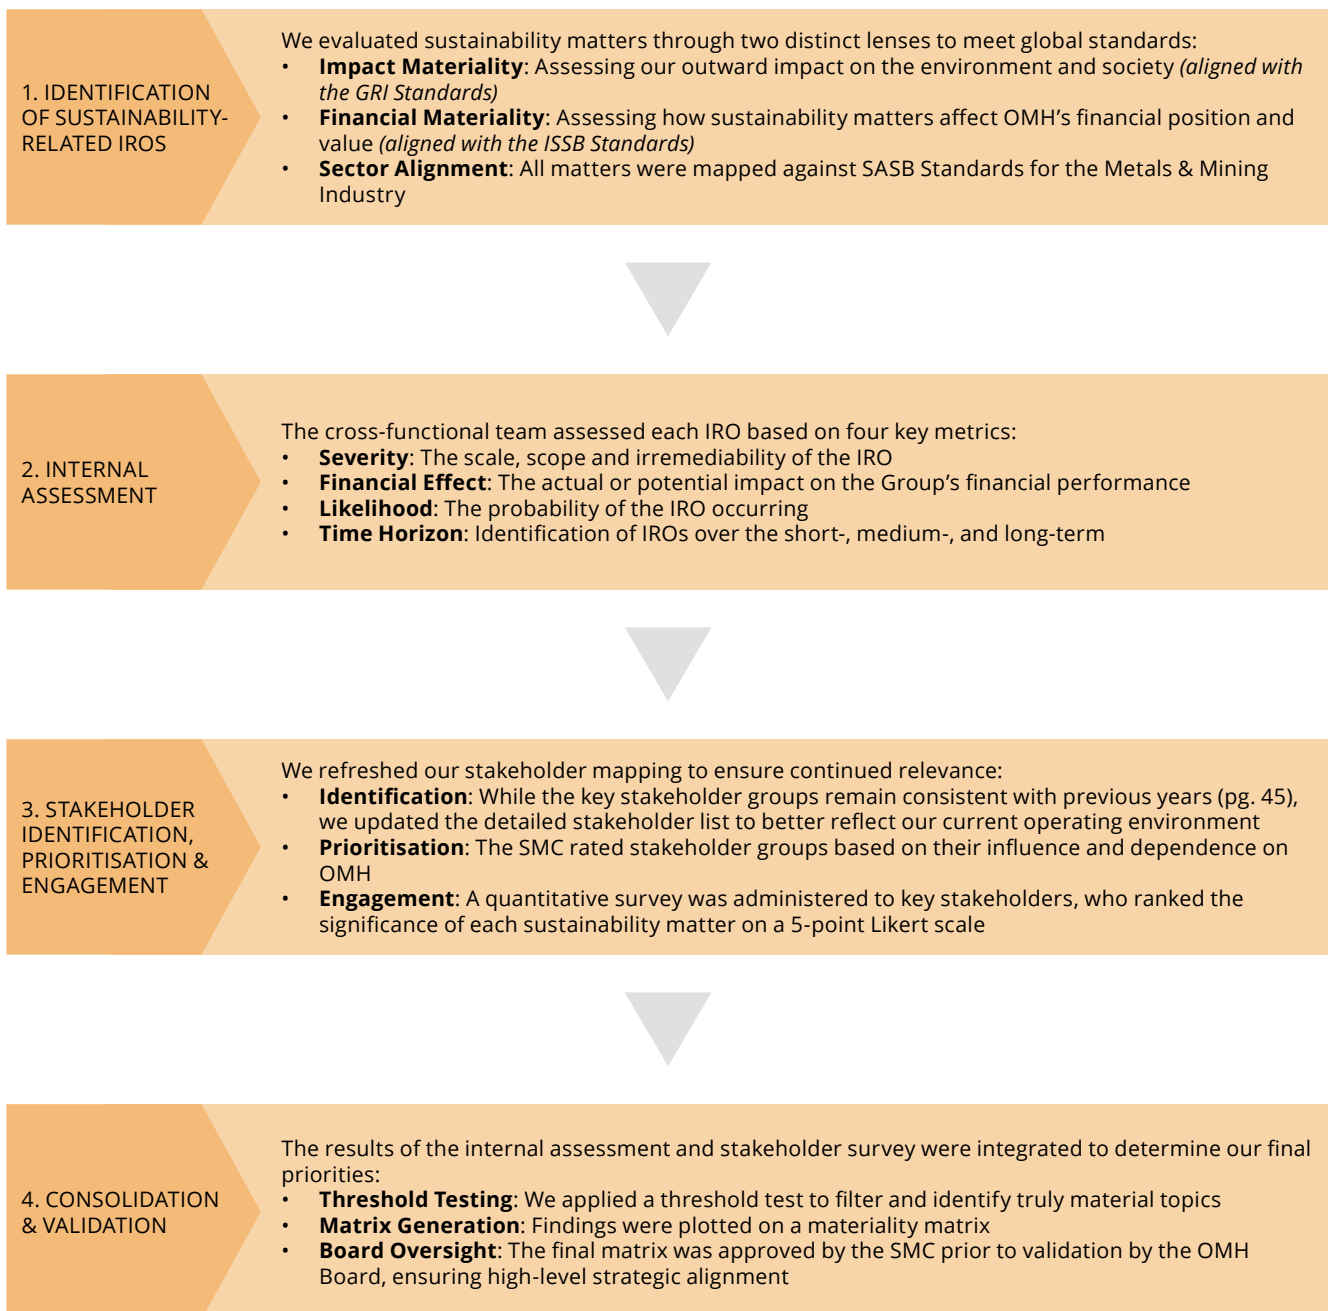 1. IDENTIFICATION
OF SUSTAINABILITY-
RELATED IROS
We evaluated sustainability matters through two distinct lenses to meet global standards:
• Impact Materiality: Assessing our outward impact on the environment and society (aligned with
the GRI Standards)
• Financial Materiality: Assessing how sustainability matters affect OMH’s financial position and
value (aligned with the ISSB Standards)
• Sector Alignment: All matters were mapped against SASB Standards for the Metals & Mining
Industry
2. INTERNAL
ASSESSMENT
The cross-functional team assessed each IRO based on four key metrics:
• Severity: The scale, scope and irremediability of the IRO
• Financial Effect: The actual or potential impact on the Group’s financial performance
• Likelihood: The probability of the IRO occurring
• Time Horizon: Identification of IROs over the short-, medium-, and long-term
3. STAKEHOLDER
IDENTIFICATION,
PRIORITISATION &
ENGAGEMENT
We refreshed our stakeholder mapping to ensure continued relevance:
• Identification: While the key stakeholder groups remain consistent with previous years (pg. 45),
we updated the detailed stakeholder list to better reflect our current operating environment
• Prioritisation: The SMC rated stakeholder groups based on their influence and dependence on
OMH
• Engagement: A quantitative survey was administered to key stakeholders, who ranked the
significance of each sustainability matter on a 5-point Likert scale
4. CONSOLIDATION
& VALIDATION
The results of the internal assessment and stakeholder survey were integrated to determine our final
priorities:
• Threshold Testing: We applied a threshold test to filter and identify truly material topics
• Matrix Generation: Findings were plotted on a materiality matrix
• Board Oversight: The final matrix was approved by the SMC prior to validation by the OMH
Board, ensuring high-level strategic alignment